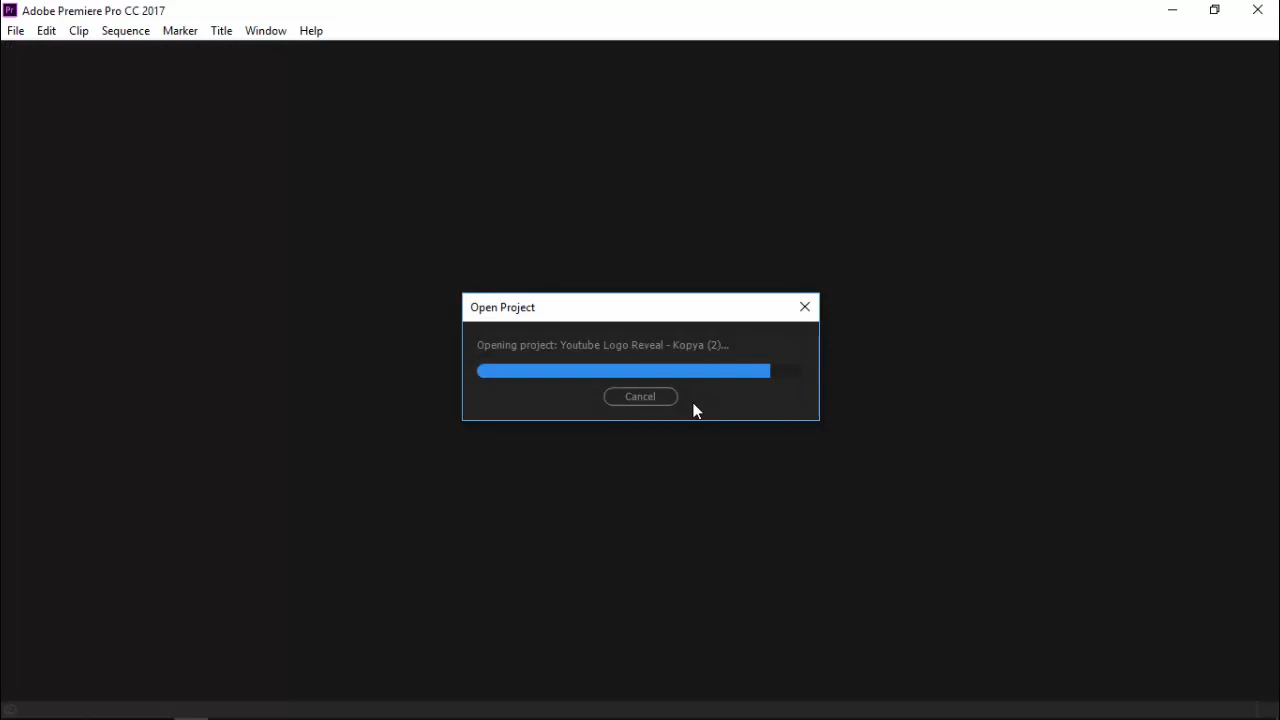 Pr Adobe Premiere Pro CC 2017
File Edit Clip Sequence Marker Title Window Help
Open Project
Opening project: Youtube Logo Reveal - Kopya (2)...
Cancel